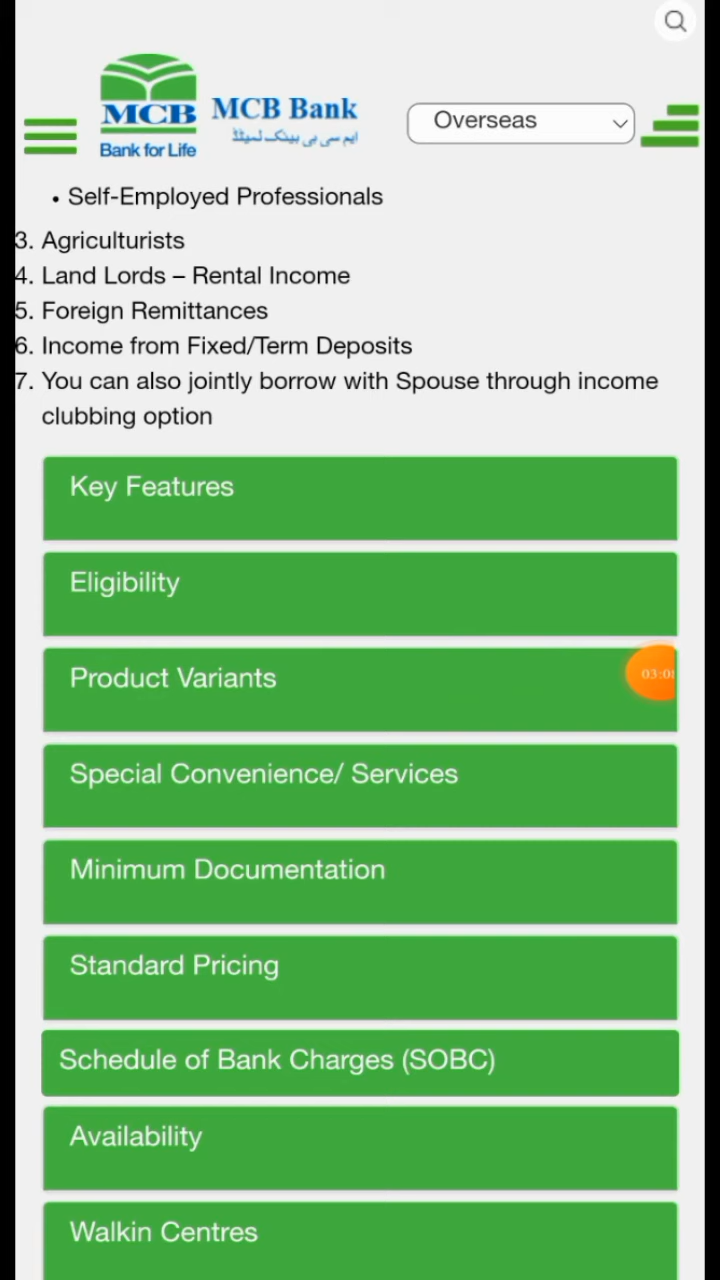 MCB
Bank for Life
MCB Bank
ایم سی بی بینک لمیٹڈ
Overseas
• Self-Employed Professionals
3. Agriculturists
4. Land Lords – Rental Income
5. Foreign Remittances
6. Income from Fixed/Term Deposits
7. You can also jointly borrow with Spouse through income
clubbing option
Key Features
Eligibility
Product Variants
Special Convenience/ Services
Minimum Documentation
Standard Pricing
Schedule of Bank Charges (SOBC)
Availability
Walkin Centres